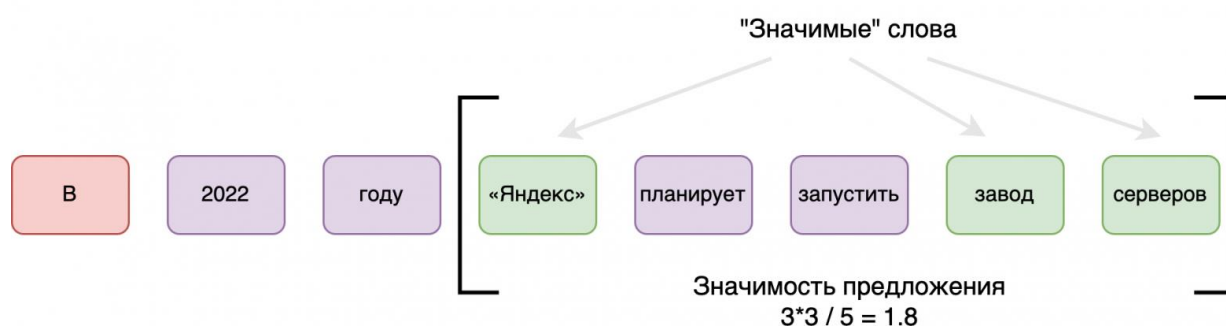 "Значимые" слова
В 2022 году «Яндекс» планирует запустить завод серверов
Значимость предложения
3*3 / 5 = 1.8